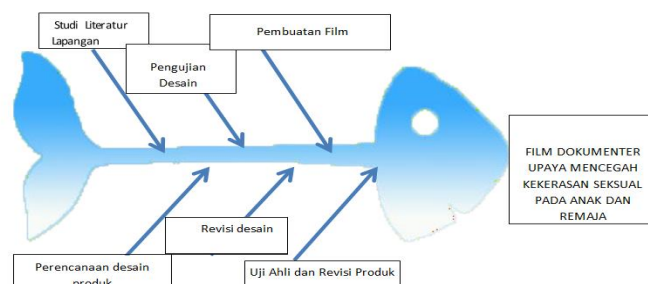 Studi Literatur
Lapangan
Pembuatan Film
Pengujian
Desain
FILM DOKUMENTER
UPAYA MENCEGAH
KEKERASAN SEKSUAL
PADA ANAK DAN
REMAJA
Revisi desain
Perencanaan desain
produk
Uji Ahli dan Revisi Produk